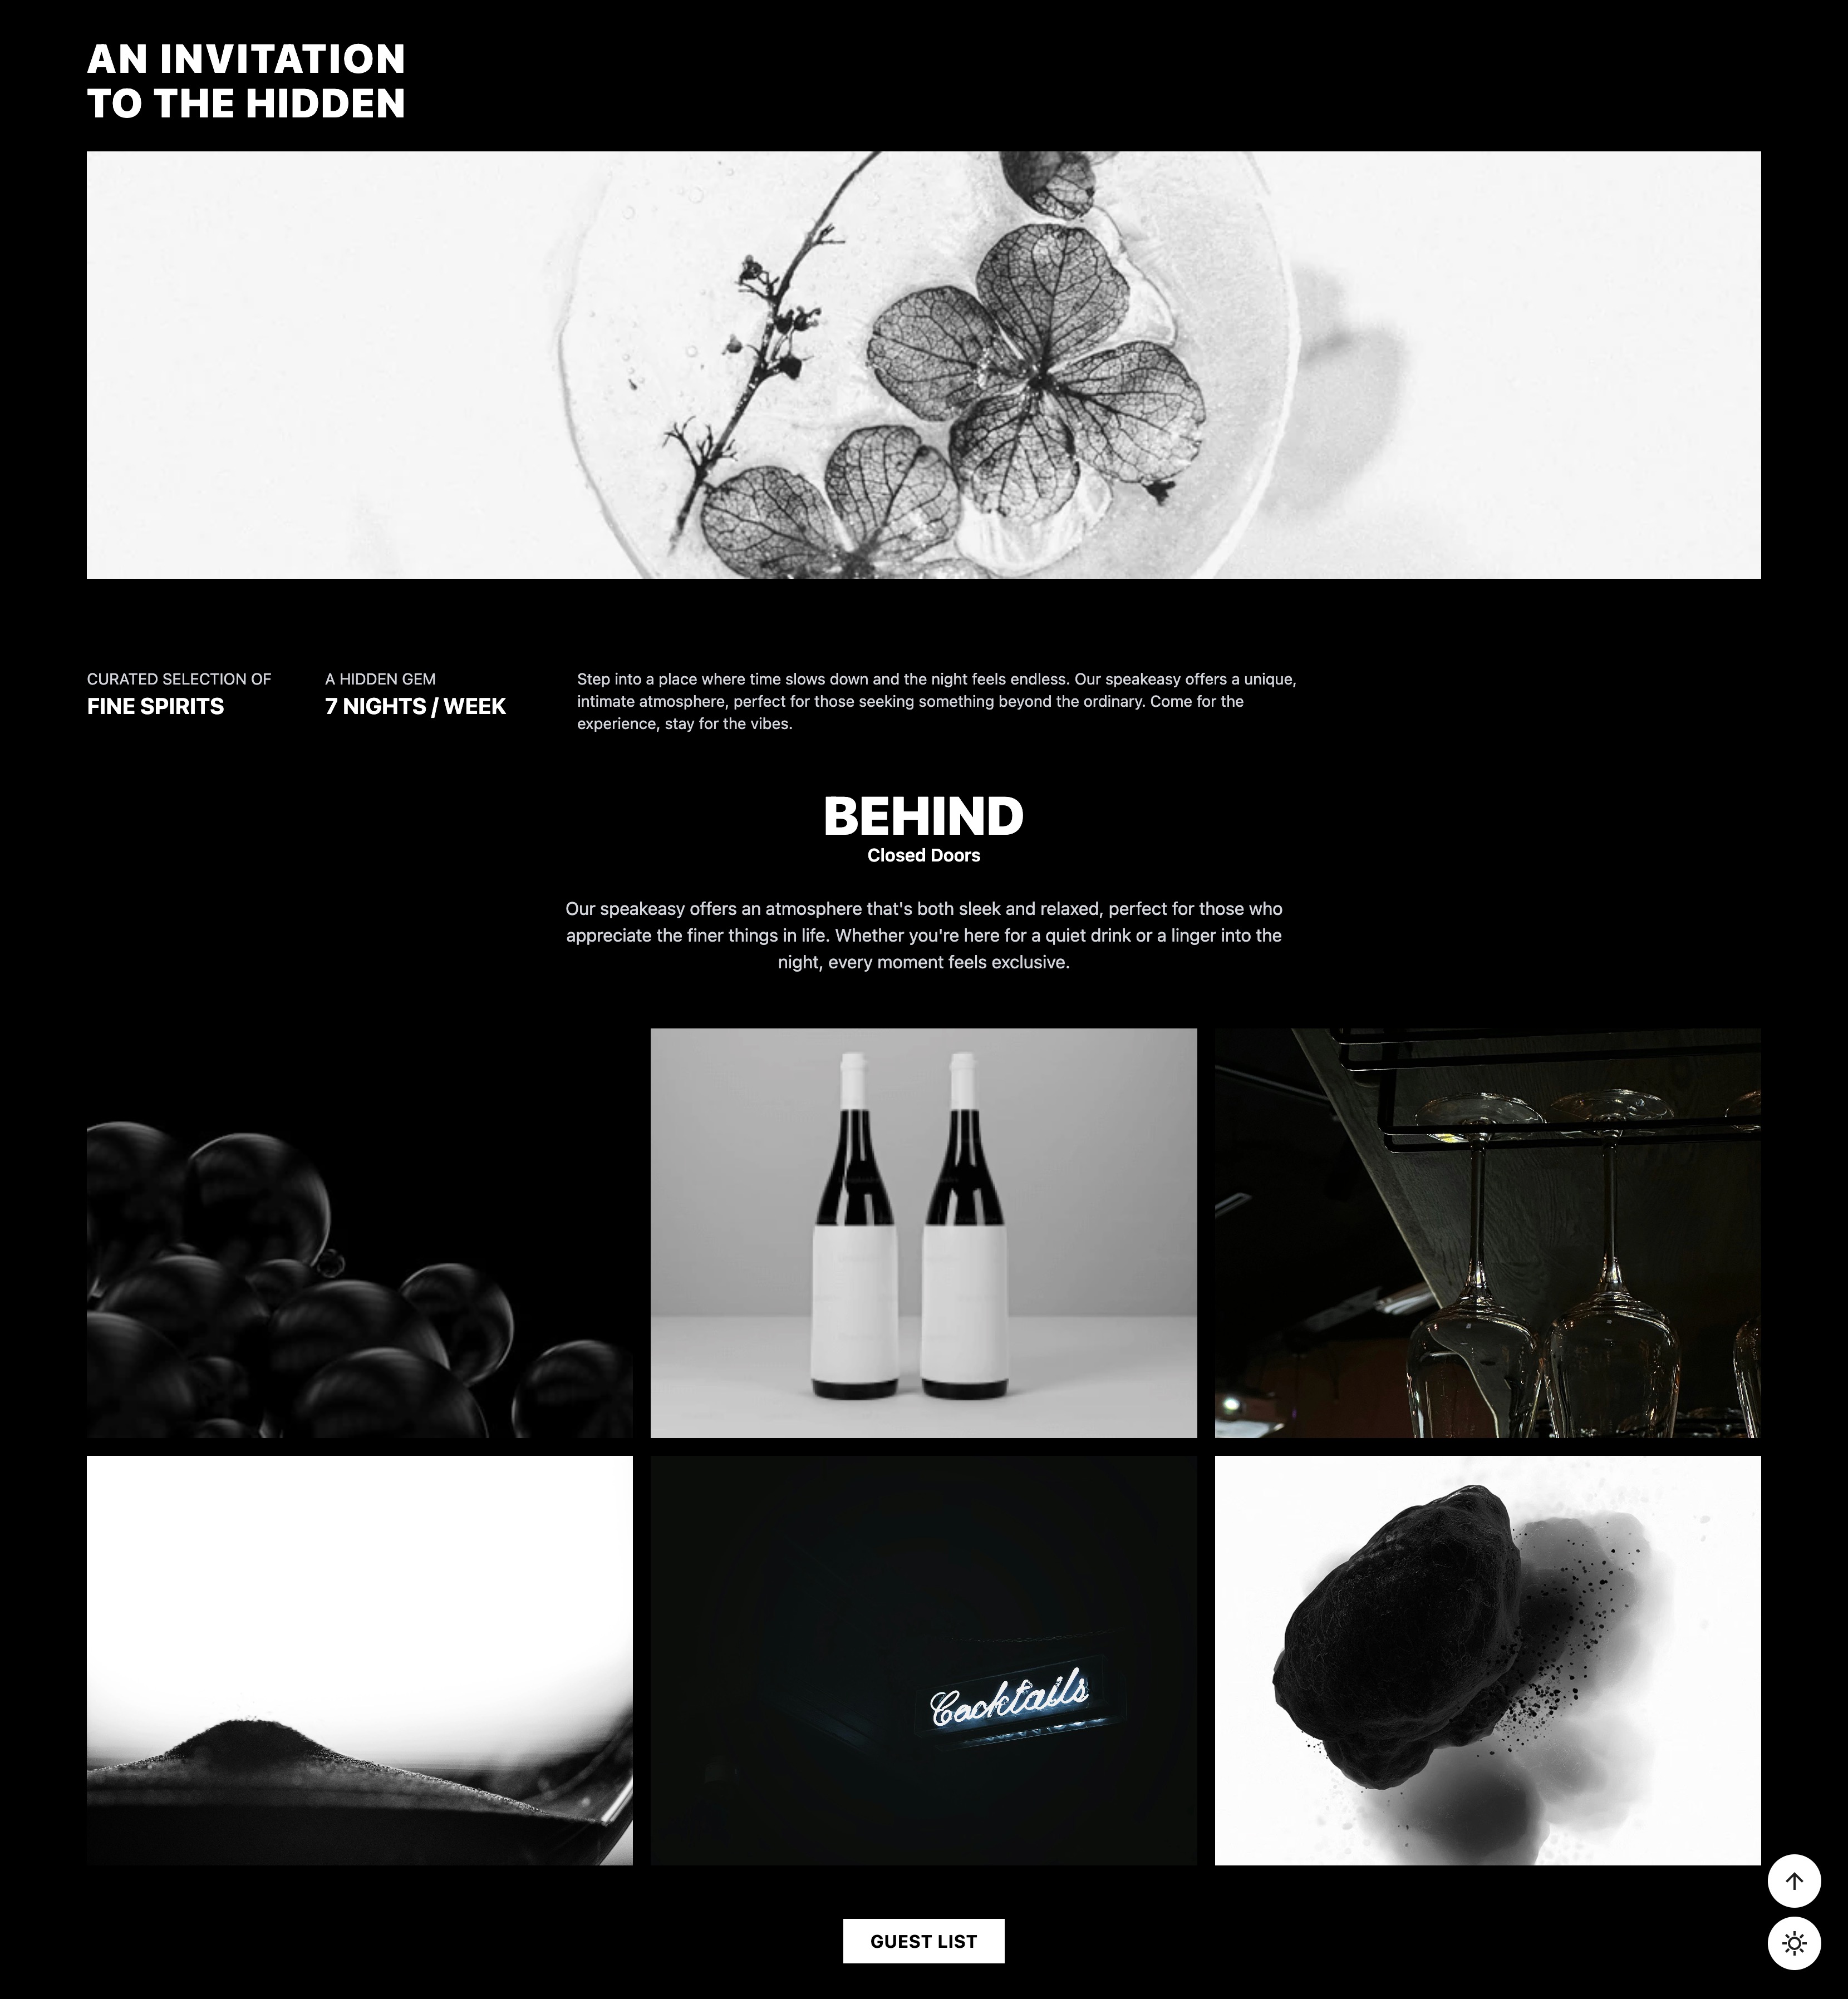 AN INVITATION
TO THE HIDDEN
CURATED SELECTION OF
FINE SPIRITS
A HIDDEN GEM
7 NIGHTS / WEEK
Step into a place where time slows down and the night feels endless. Our speakeasy offers a unique,
intimate atmosphere, perfect for those seeking something beyond the ordinary. Come for the
experience, stay for the vibes.
BEHIND
Closed Doors
Our speakeasy offers an atmosphere that's both sleek and relaxed, perfect for those who
appreciate the finer things in life. Whether you're here for a quiet drink or a linger into the
night, every moment feels exclusive.
Cocktails
GUEST LIST